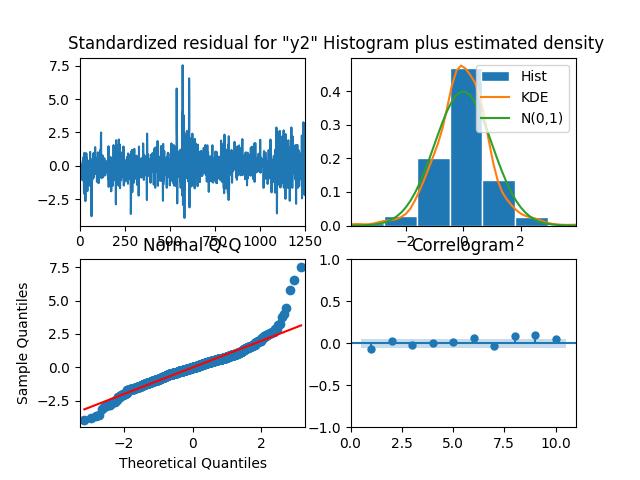 Standardized residual for "y2"
7.5
5.0
2.5
0.0
−2.5
0 250 500 750 1000 1250
Histogram plus estimated density
Hist
KDE
N(0,1)
0.4
0.3
0.2
0.1
0.0
−2 0 2
Normal Q-Q
Sample Quantiles
7.5
5.0
2.5
0.0
−2.5
−2 0 2
Theoretical Quantiles
Correlogram
1.0
0.5
0.0
−0.5
−1.0
0.0 2.5 5.0 7.5 10.0